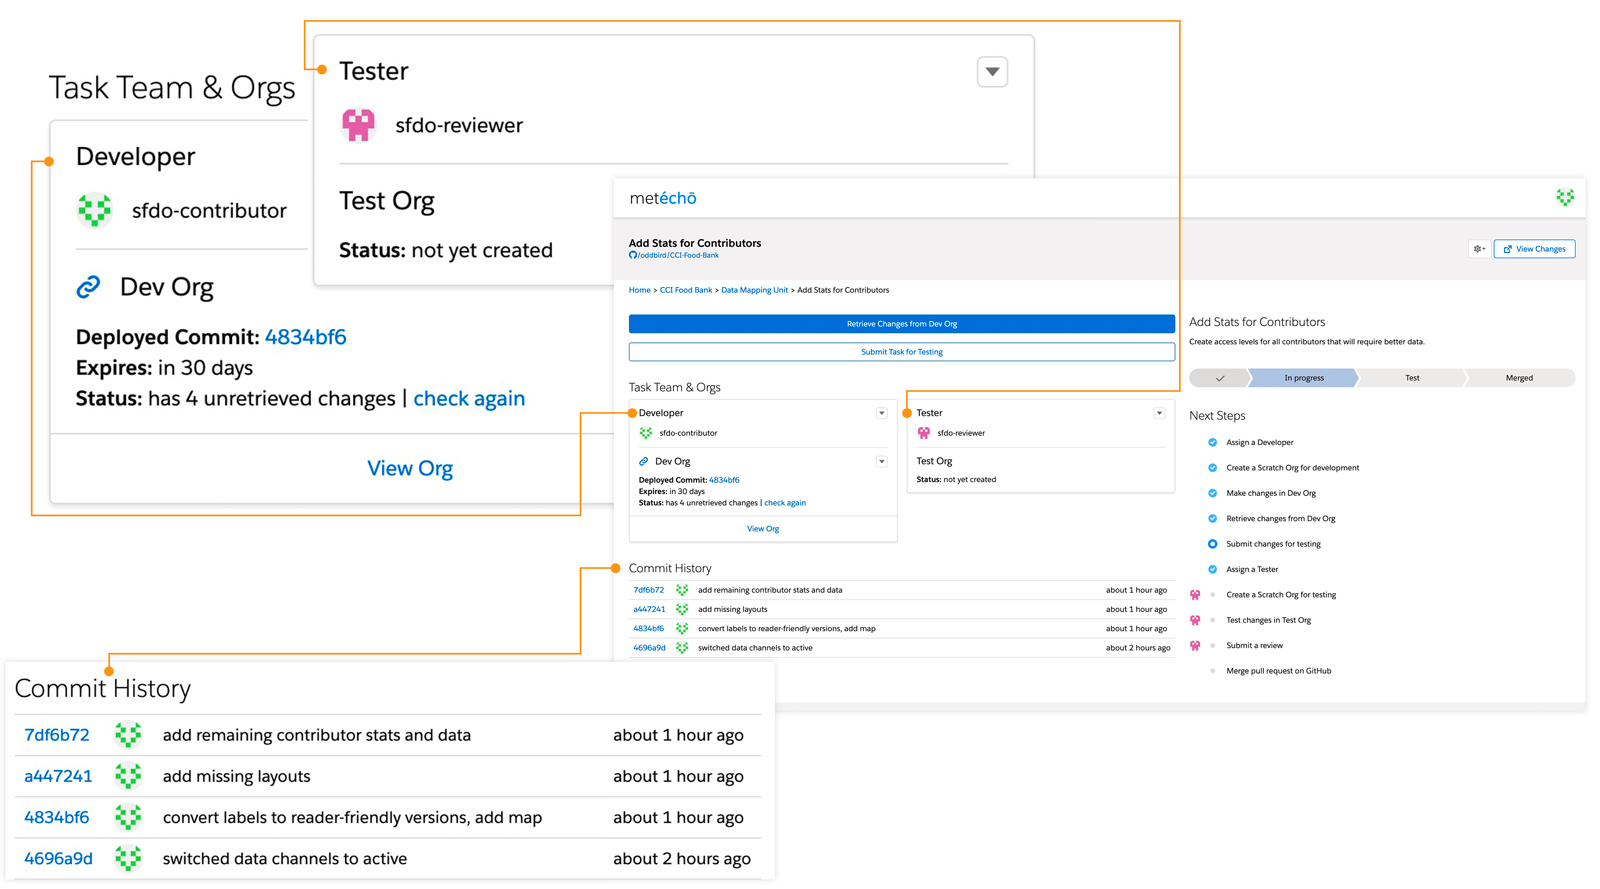 Task Team & Orgs
Developer
sfdo-contributor
Dev Org
Deployed Commit: 4834bf6
Expires: in 30 days
Status: has 4 unretrieved changes | check again
View Org
Tester
sfdo-reviewer
Test Org
Status: not yet created
metéchō
Add Stats for Contributors
/oddbird/CCI-Food-Bank
View Changes
Home > CCI Food Bank > Data Mapping Unit > Add Stats for Contributors
Retrieve Changes from Dev Org
Submit Task for Testing
Task Team & Orgs
Developer
sfdo-contributor
Dev Org
Deployed Commit: 4834bf6
Expires: in 30 days
Status: has 4 unretrieved changes | check again
View Org
Tester
sfdo-reviewer
Test Org
Status: not yet created
Commit History
7df6b72 add remaining contributor stats and data about 1 hour ago
a447241 add missing layouts about 1 hour ago
4834bf6 convert labels to reader-friendly versions, add map about 1 hour ago
4696a9d switched data channels to active about 2 hours ago
Add Stats for Contributors
Create access levels for all contributors that will require better data.
In progress Test Merged
Next Steps
Assign a Developer
Create a Scratch Org for development
Make changes in Dev Org
Retrieve changes from Dev Org
Submit changes for testing
Assign a Tester
Create a Scratch Org for testing
Test changes in Test Org
Submit a review
Merge pull request on GitHub
Commit History
7df6b72 add remaining contributor stats and data about 1 hour ago
a447241 add missing layouts about 1 hour ago
4834bf6 convert labels to reader-friendly versions, add map about 1 hour ago
4696a9d switched data channels to active about 2 hours ago